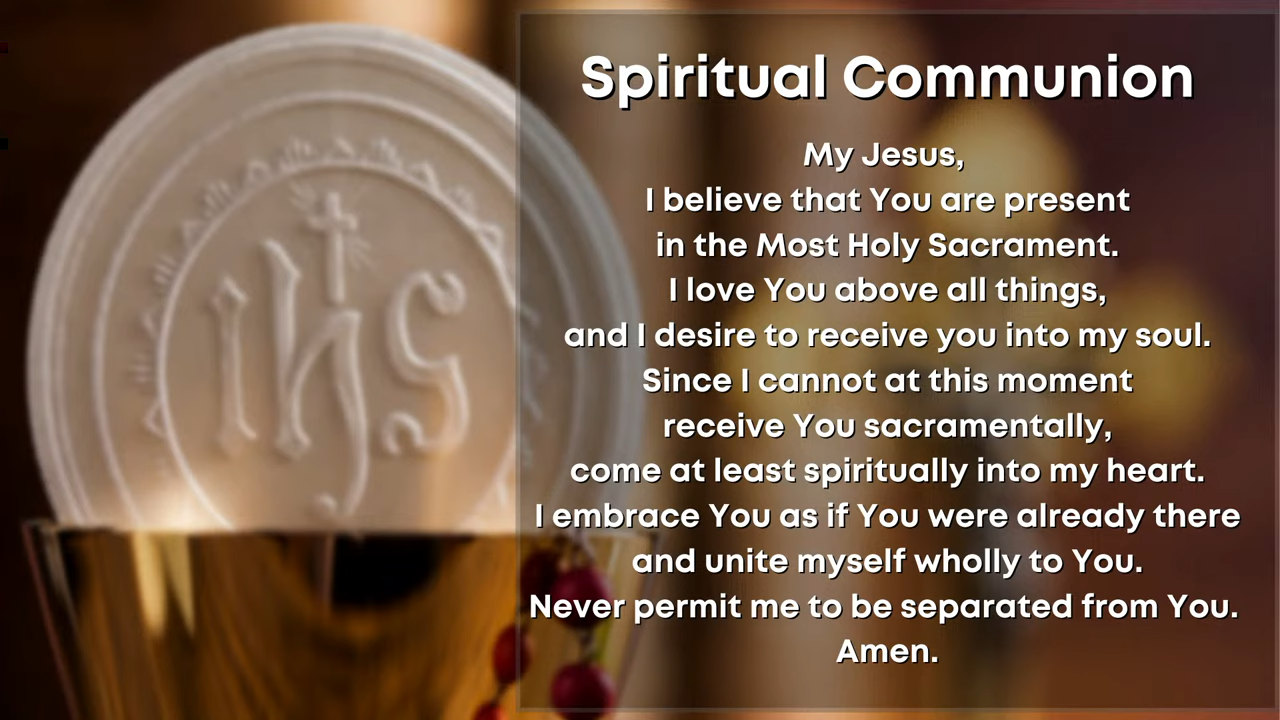 IHS
Spiritual Communion
My Jesus,
I believe that You are present
in the Most Holy Sacrament.
I love You above all things,
and I desire to receive you into my soul.
Since I cannot at this moment
receive You sacramentally,
come at least spiritually into my heart.
I embrace You as if You were already there
and unite myself wholly to You.
Never permit me to be separated from You.
Amen.